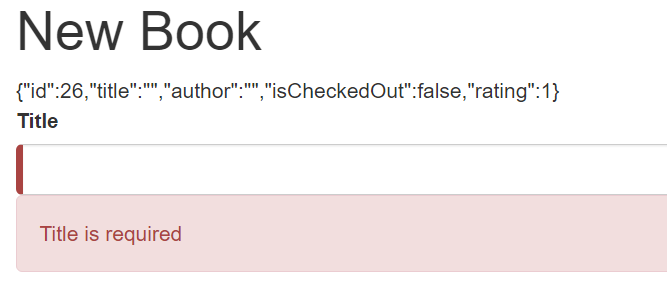 New Book
{"id":26,"title":"","author":"","isCheckedOut":false,"rating":1}
Title
Title is required